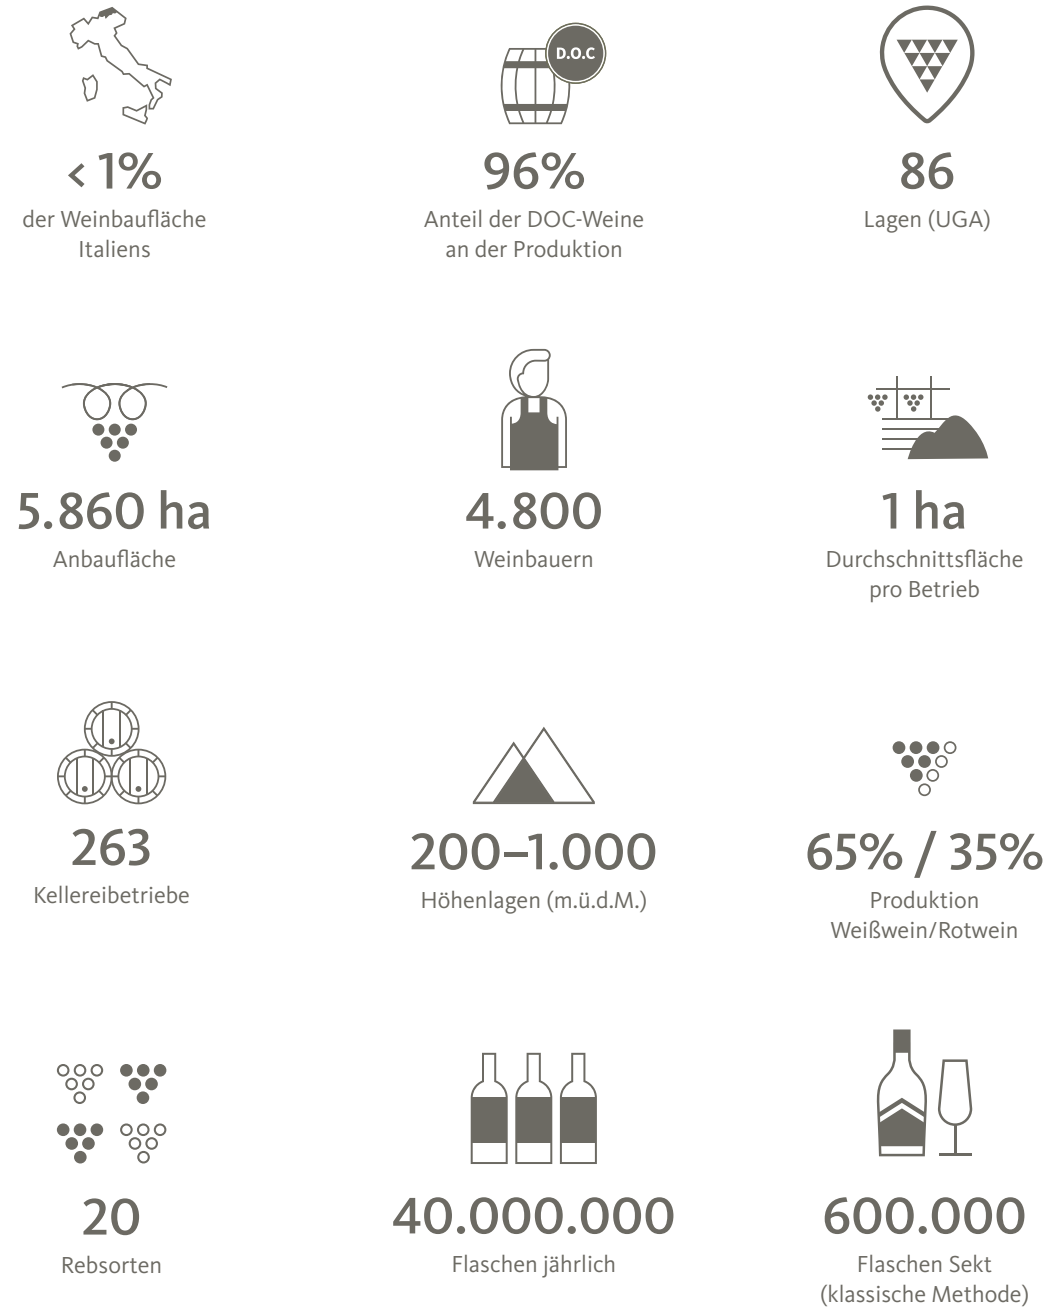 D.O.C
< 1%
der Weinbaufläche
Italiens
96%
Anteil der DOC-Weine
an der Produktion
86
Lagen (UGA)
5.860 ha
Anbaufläche
4.800
Weinbauern
1 ha
Durchschnittsfläche
pro Betrieb
263
Kellereibetriebe
200–1.000
Höhenlagen (m.ü.d.M.)
65% / 35%
Produktion
Weißwein/Rotwein
20
Rebsorten
40.000.000
Flaschen jährlich
600.000
Flaschen Sekt
(klassische Methode)